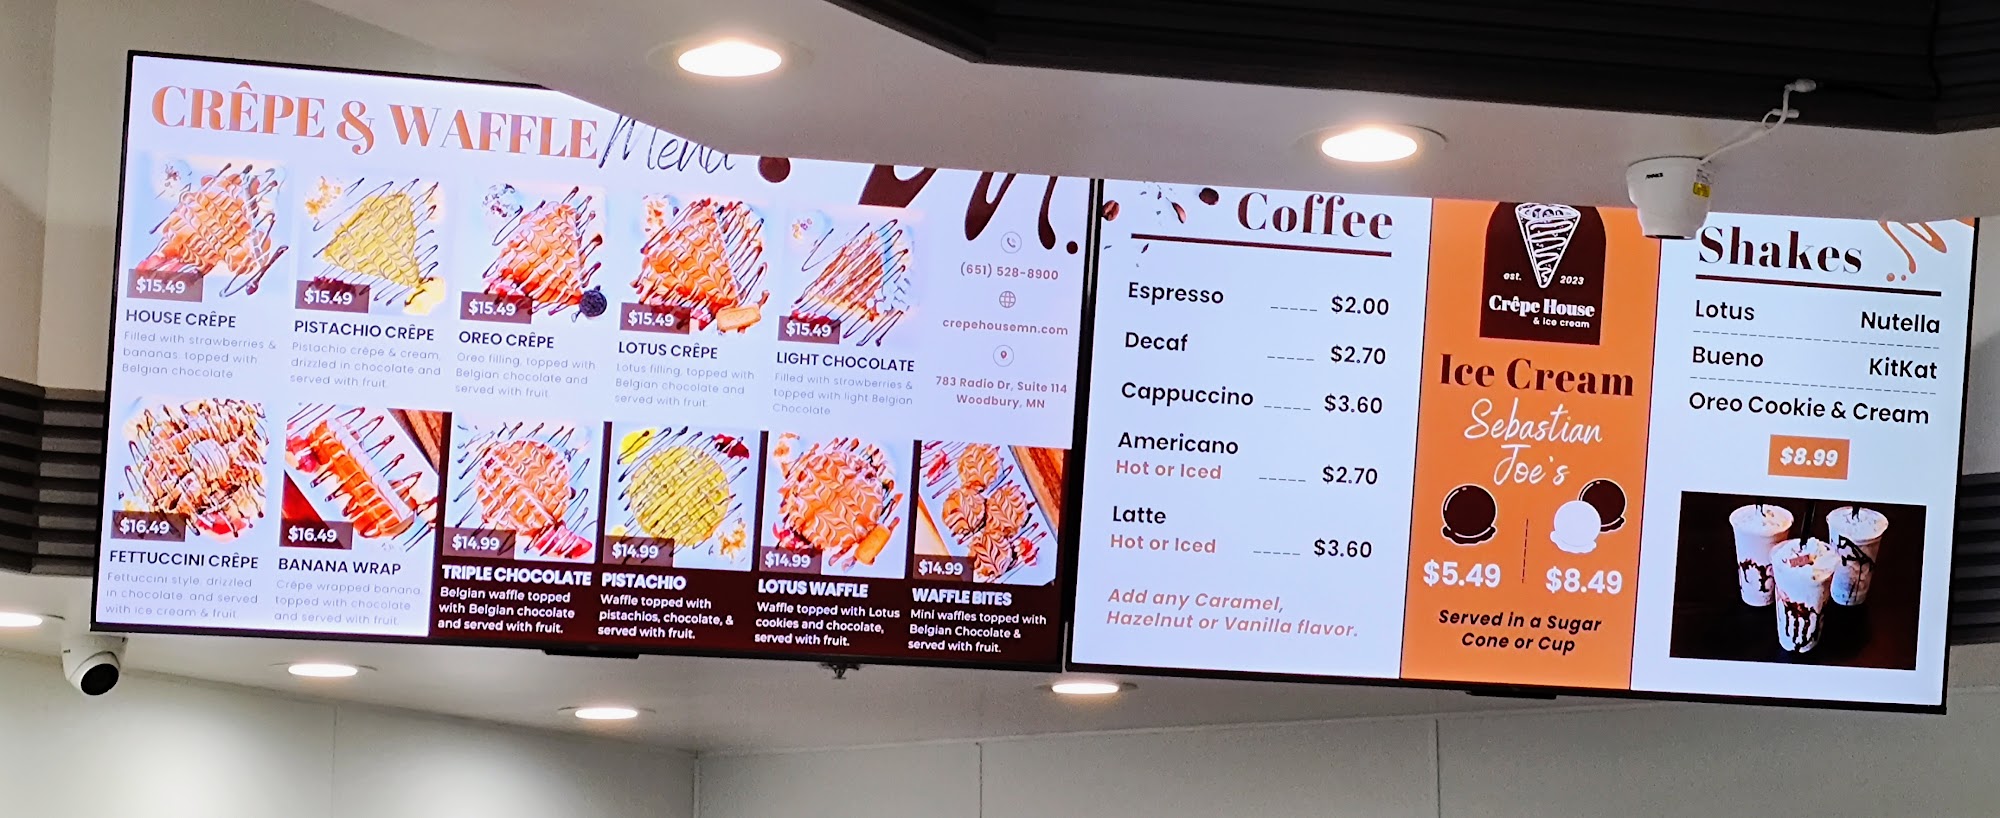 CRÊPE & WAFFLE Menu
$15.49
HOUSE CRÊPE
Filled with strawberries &
bananas, topped with
Belgian chocolate.
$15.49
PISTACHIO CRÊPE
Pistachio crêpe & cream,
drizzled in chocolate and
served with fruit.
$15.49
OREO CRÊPE
Oreo filling, topped with
Belgian chocolate and
served with fruit.
$15.49
LOTUS CRÊPE
Lotus filling, topped with
Belgian chocolate and
served with fruit.
$15.49
LIGHT CHOCOLATE
Filled with strawberries &
topped with light Belgian
Chocolate.
(651) 528-8900
crepehousemn.com
783 Radio Dr, Suite 114
Woodbury, MN
$16.49
FETTUCCINI CRÊPE
Fettuccini style, drizzled
in chocolate, and served
with ice cream & fruit.
$16.49
BANANA WRAP
Crêpe wrapped banana,
topped with chocolate
and served with fruit.
$14.99
TRIPLE CHOCOLATE
Belgian waffle topped
with Belgian chocolate
and served with fruit.
$14.99
PISTACHIO
Waffle topped with
pistachios, chocolate, &
served with fruit.
$14.99
LOTUS WAFFLE
Waffle topped with Lotus
cookies and chocolate,
served with fruit.
$14.99
WAFFLE BITES
Mini waffles topped with
Belgian Chocolate &
served with fruit.
Coffee
Espresso ----- $2.00
Decaf ----- $2.70
Cappuccino ----- $3.60
Americano
Hot or Iced ----- $2.70
Latte
Hot or Iced ----- $3.60
Add any Caramel,
Hazelnut or Vanilla flavor.
est. 2023
Crêpe House
& ice cream
Ice Cream
Sebastian
Joe's
$5.49 $8.49
Served in a Sugar
Cone or Cup
Shakes
Lotus Nutella
Bueno KitKat
Oreo Cookie & Cream
$8.99